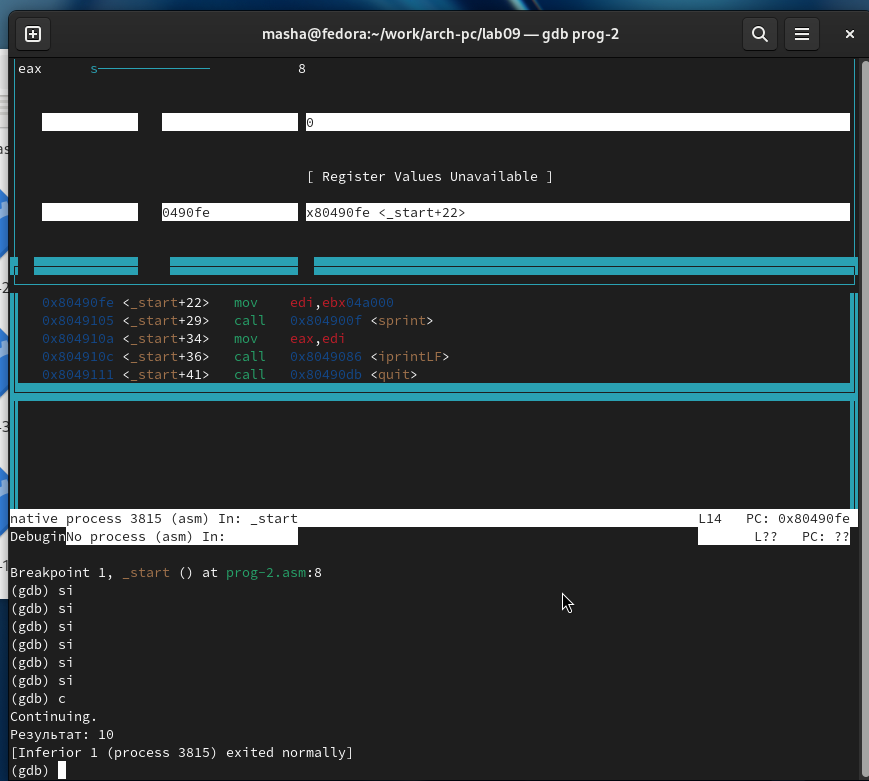 masha@fedora:~/work/arch-pc/lab09 — gdb prog-2
eax s 8
0
[ Register Values Unavailable ]
0490fe x80490fe <_start+22>
0x80490fe <_start+22> mov edi,ebx04a000
0x8049105 <_start+29> call 0x804900f <sprint>
0x804910a <_start+34> mov eax,edi
0x804910c <_start+36> call 0x8049086 <iprintLF>
0x8049111 <_start+41> call 0x80490db <quit>
native process 3815 (asm) In: _start L14 PC: 0x80490fe
DebuginNo process (asm) In: L?? PC: ??
Breakpoint 1, _start () at prog-2.asm:8
(gdb) si
(gdb) si
(gdb) si
(gdb) si
(gdb) si
(gdb) si
(gdb) c
Continuing.
Результат: 10
[Inferior 1 (process 3815) exited normally]
(gdb)